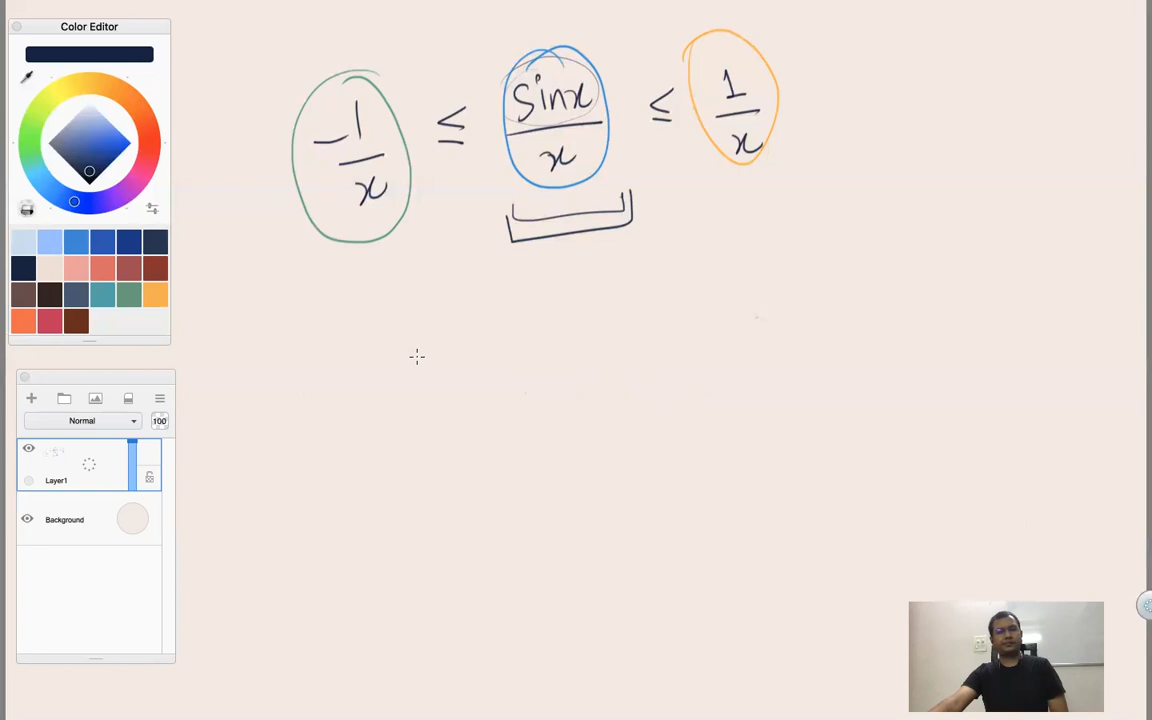 Color Editor
-1/x ≤ sinx/x ≤ 1/x
Normal
100
Layer1
Background